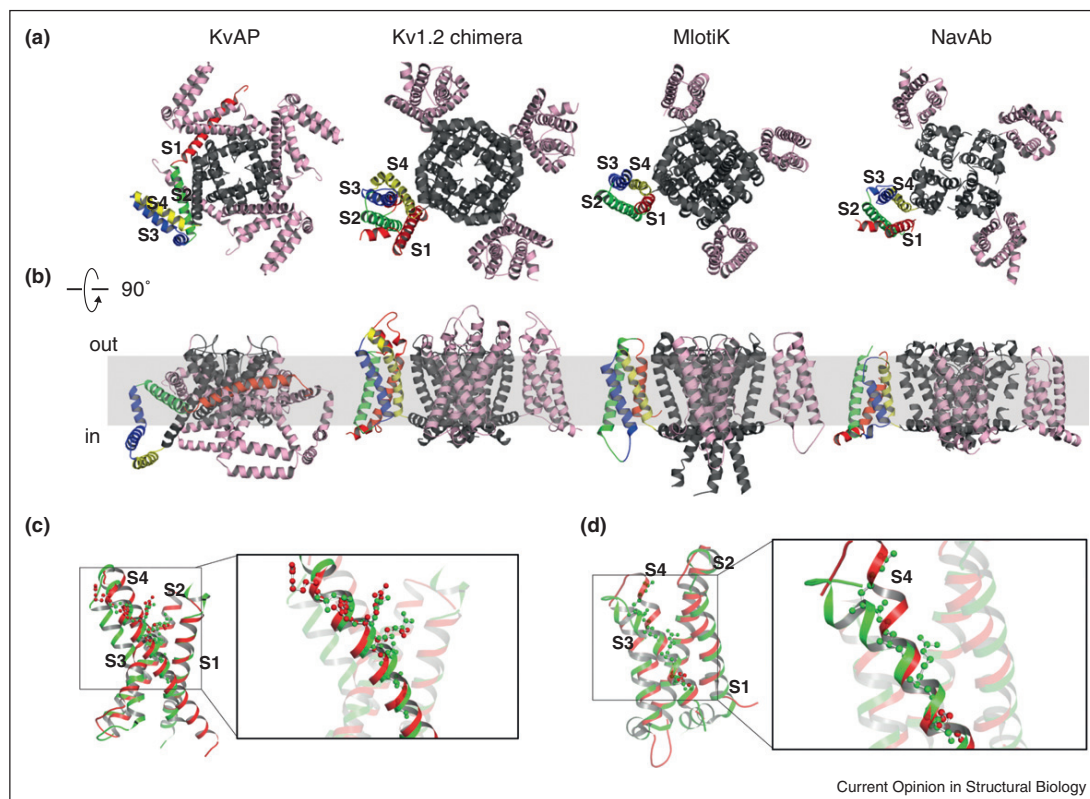 (a)
KvAP
Kv1.2 chimera
MlotiK
NavAb
S1
S2
S4
S3
S4
S3
S2
S1
S3
S4
S2
S1
S3
S4
S2
S1
(b)
90°
out
in
(c)
S4
S2
S3
S1
(d)
S4
S2
S3
S1
S4
Current Opinion in Structural Biology